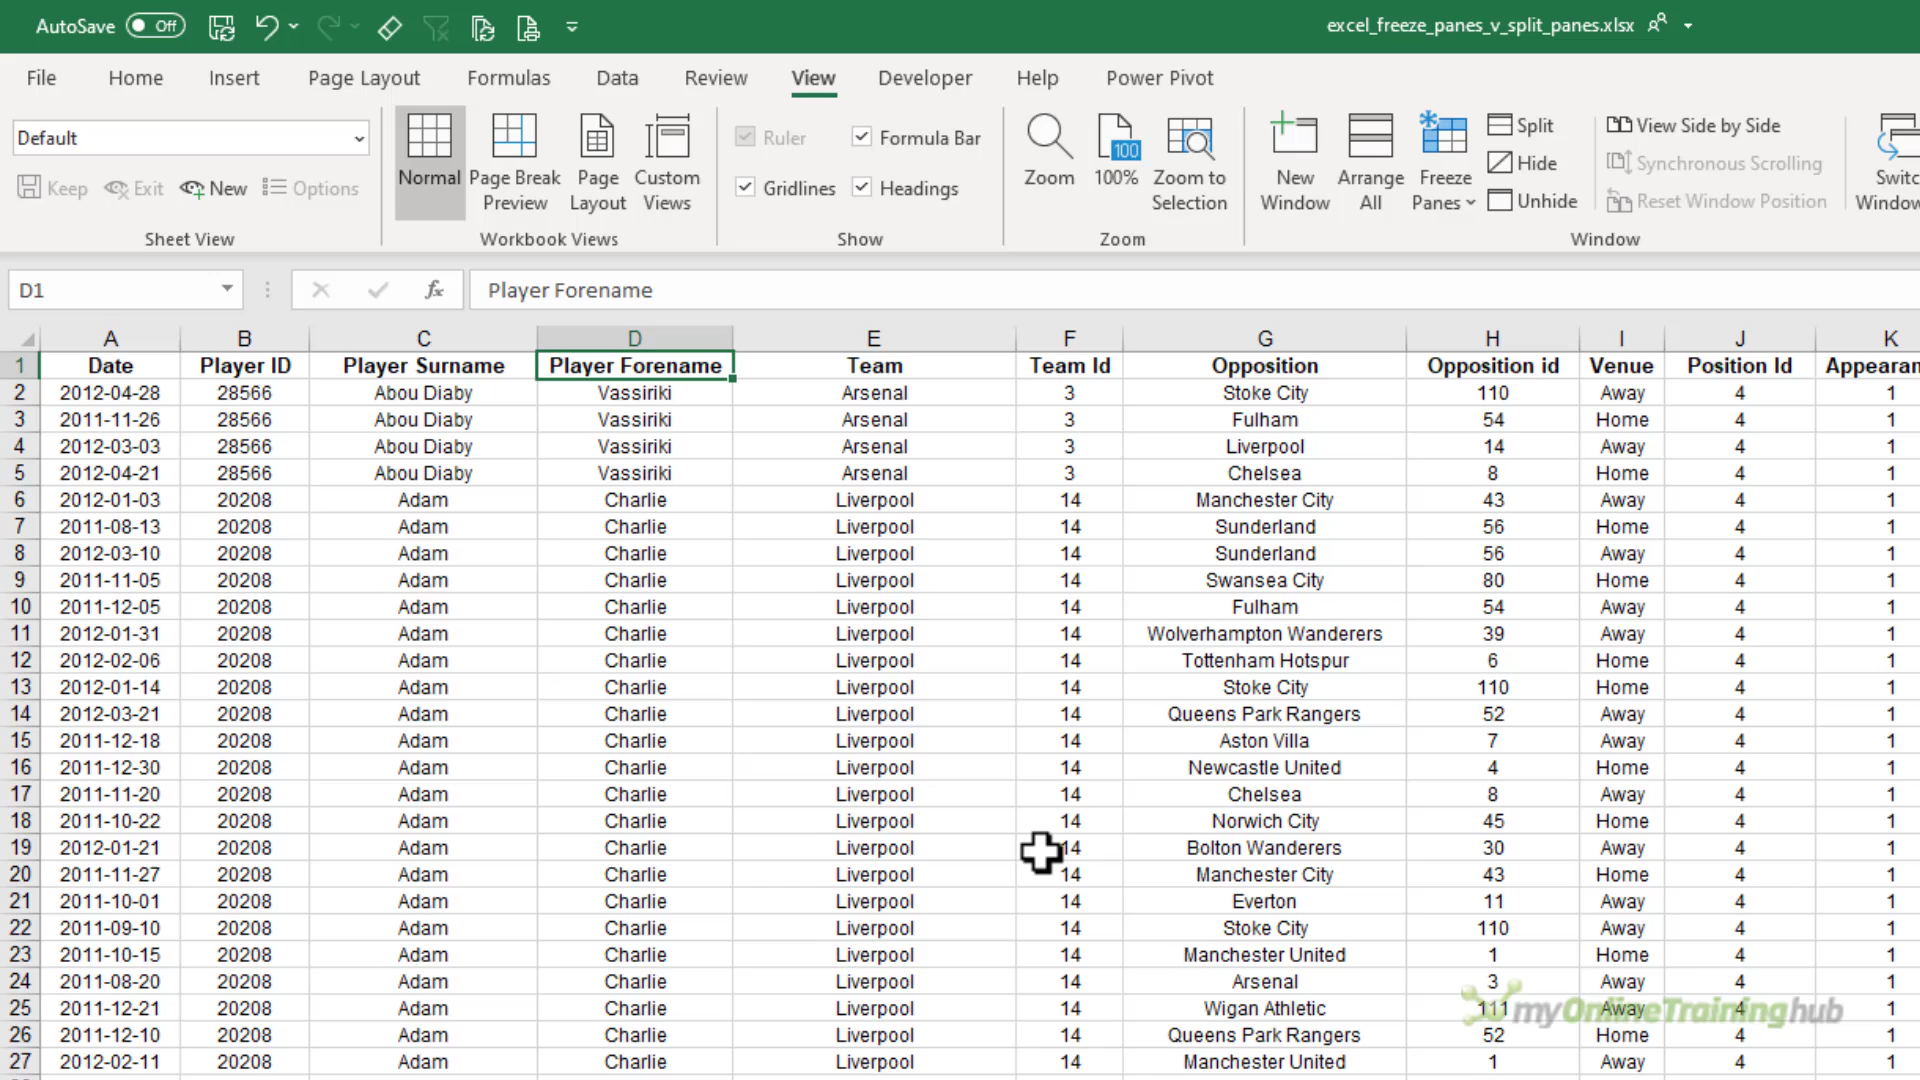 AutoSave Off excel_freeze_panes_v_split_panes.xlsx
File Home Insert Page Layout Formulas Data Review View Developer Help Power Pivot
Default
Keep Exit New Options
Sheet View
Normal Page Break Preview Page Layout Custom Views
Workbook Views
Ruler Formula Bar
Gridlines Headings
Show
Zoom 100 100% Zoom to Selection
Zoom
New Window Arrange All Freeze Panes
Split
Hide
Unhide
View Side by Side
Synchronous Scrolling
Reset Window Position
Window
Switc
Window
D1 fx Player Forename
A B C D E F G H I J K
1 Date Player ID Player Surname Player Forename Team Team Id Opposition Opposition id Venue Position Id Appearan
2 2012-04-28 28566 Abou Diaby Vassiriki Arsenal 3 Stoke City 110 Away 4 1
3 2011-11-26 28566 Abou Diaby Vassiriki Arsenal 3 Fulham 54 Home 4 1
4 2012-03-03 28566 Abou Diaby Vassiriki Arsenal 3 Liverpool 14 Away 4 1
5 2012-04-21 28566 Abou Diaby Vassiriki Arsenal 3 Chelsea 8 Home 4 1
6 2012-01-03 20208 Adam Charlie Liverpool 14 Manchester City 43 Away 4 1
7 2011-08-13 20208 Adam Charlie Liverpool 14 Sunderland 56 Home 4 1
8 2012-03-10 20208 Adam Charlie Liverpool 14 Sunderland 56 Away 4 1
9 2011-11-05 20208 Adam Charlie Liverpool 14 Swansea City 80 Home 4 1
10 2011-12-05 20208 Adam Charlie Liverpool 14 Fulham 54 Away 4 1
11 2012-01-31 20208 Adam Charlie Liverpool 14 Wolverhampton Wanderers 39 Away 4 1
12 2012-02-06 20208 Adam Charlie Liverpool 14 Tottenham Hotspur 6 Home 4 1
13 2012-01-14 20208 Adam Charlie Liverpool 14 Stoke City 110 Home 4 1
14 2012-03-21 20208 Adam Charlie Liverpool 14 Queens Park Rangers 52 Away 4 1
15 2011-12-18 20208 Adam Charlie Liverpool 14 Aston Villa 7 Away 4 1
16 2011-12-30 20208 Adam Charlie Liverpool 14 Newcastle United 4 Home 4 1
17 2011-11-20 20208 Adam Charlie Liverpool 14 Chelsea 8 Away 4 1
18 2011-10-22 20208 Adam Charlie Liverpool 14 Norwich City 45 Home 4 1
19 2012-01-21 20208 Adam Charlie Liverpool 14 Bolton Wanderers 30 Away 4 1
20 2011-11-27 20208 Adam Charlie Liverpool 14 Manchester City 43 Home 4 1
21 2011-10-01 20208 Adam Charlie Liverpool 14 Everton 11 Away 4 1
22 2011-09-10 20208 Adam Charlie Liverpool 14 Stoke City 110 Away 4 1
23 2011-10-15 20208 Adam Charlie Liverpool 14 Manchester United 1 Home 4 1
24 2011-08-20 20208 Adam Charlie Liverpool 14 Arsenal 3 Away 4 1
25 2011-12-21 20208 Adam Charlie Liverpool 14 Wigan Athletic 111 Away 4 1
myOnlineTraininghub
26 2011-12-10 20208 Adam Charlie Liverpool 14 Queens Park Rangers 52 Home 4 1
27 2012-02-11 20208 Adam Charlie Liverpool 14 Manchester United 1 Away 4 1